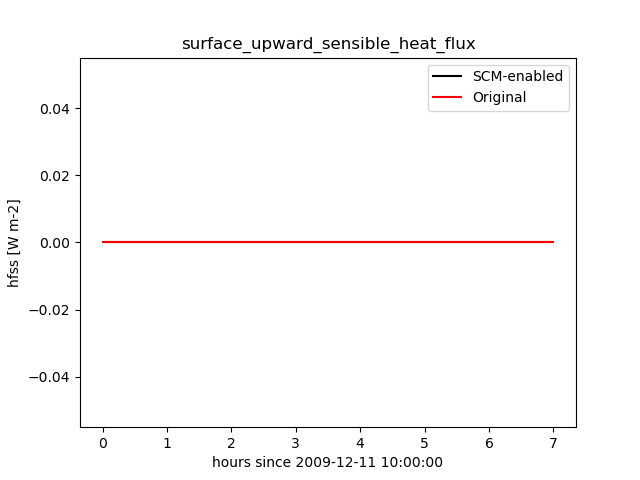 surface_upward_sensible_heat_flux
SCM-enabled
Original
0.04
0.02
0.00
−0.02
−0.04
hfss [W m-2]
0 1 2 3 4 5 6 7
hours since 2009-12-11 10:00:00